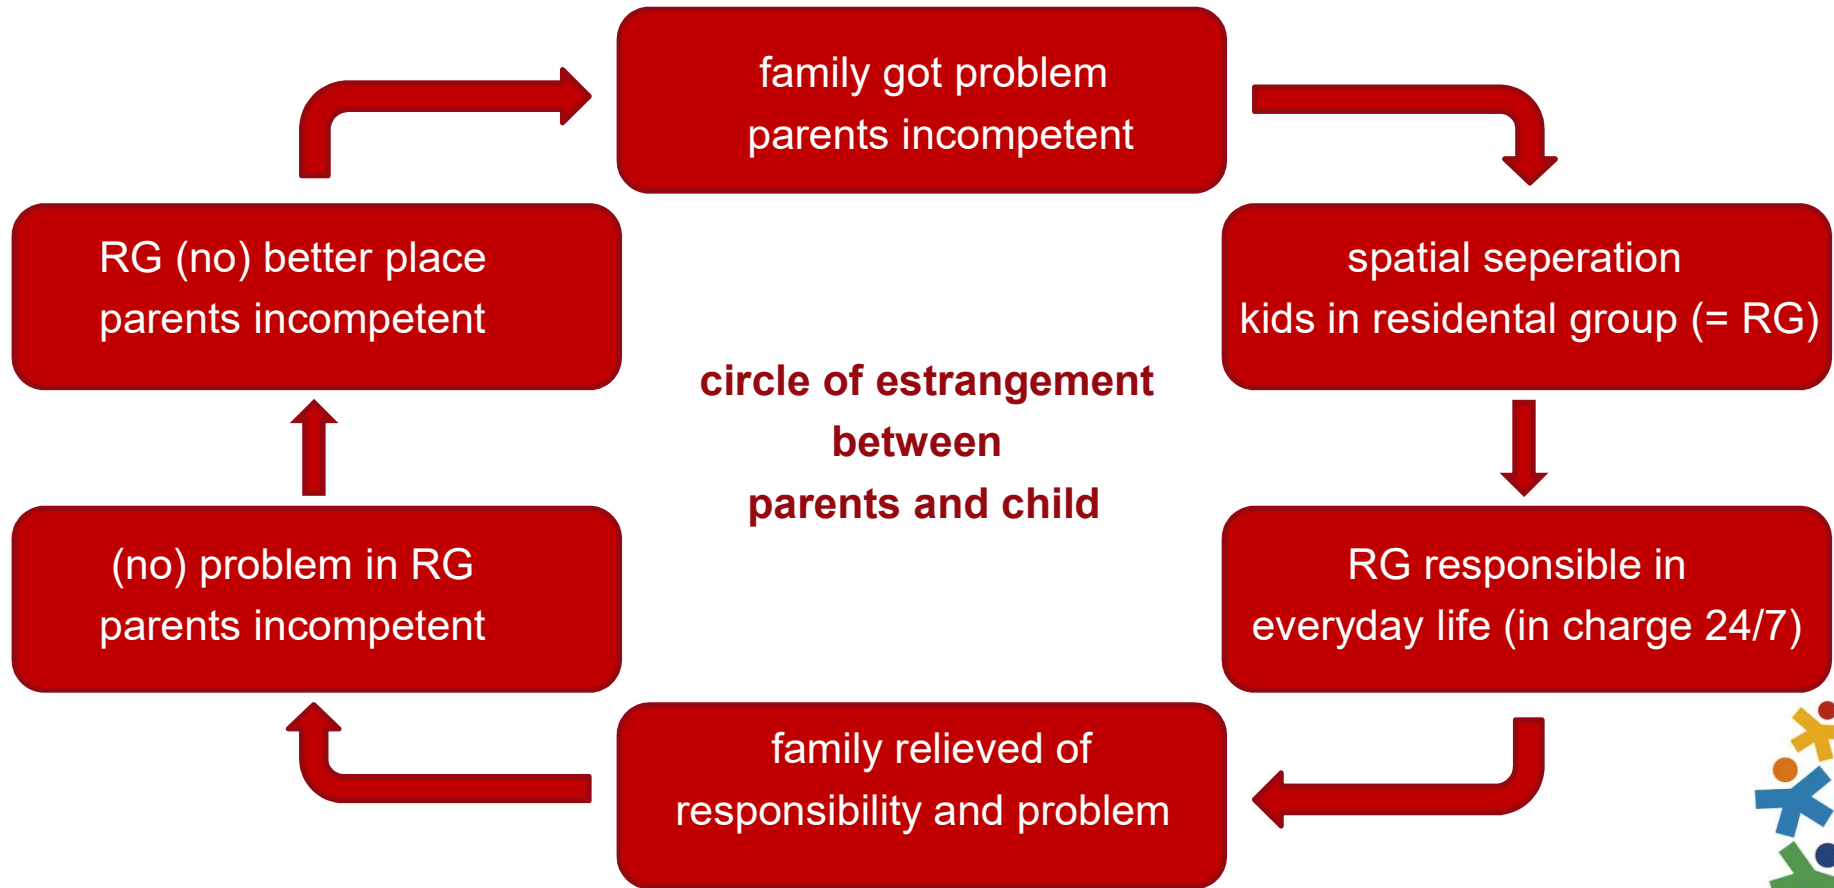 family got problem
parents incompetent
spatial seperation
kids in residental group (= RG)
RG responsible in
everyday life (in charge 24/7)
family relieved of
responsibility and problem
(no) problem in RG
parents incompetent
RG (no) better place
parents incompetent
circle of estrangement
between
parents and child